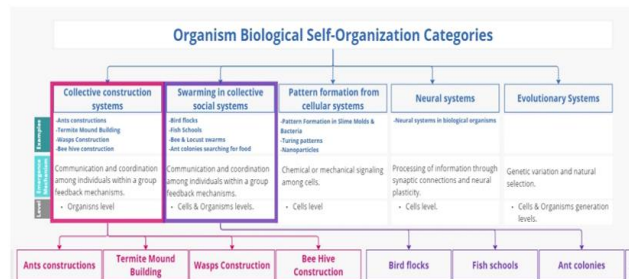 Organism Biological Self-Organization Categories
Collective construction
systems
Swarming in collective
social systems
Pattern formation from
cellular systems
Neural systems
Evolutionary Systems
Examples
-Ants constructions
-Termite Mound Building
-Wasps Construction
-Bee hive construction
-Bird flocks
-Fish Schools
-Bee & Locust swarms
-Ant colonies searching for food
-Pattern Formation in Slime Molds &
Bacteria
-Turing patterns
-Nanoparticles
-Neural systems in biological organisms
Emergence
Mechanism
Communication and coordination
among individuals within a group
feedback mechanisms.
Communication and coordination
among individuals within a group
feedback mechanisms.
Chemical or mechanical signaling
among cells.
Processing of information through
synaptic connections and neural
plasticity.
Genetic variation and natural
selection.
Level
• Organisns level
• Cells & Organisms levels.
• Cells level
• Cells level.
• Cells & Organisms generation
levels.
Ants constructions
Termite Mound
Building
Wasps Construction
Bee Hive
Construction
Bird flocks
Fish schools
Ant colonies